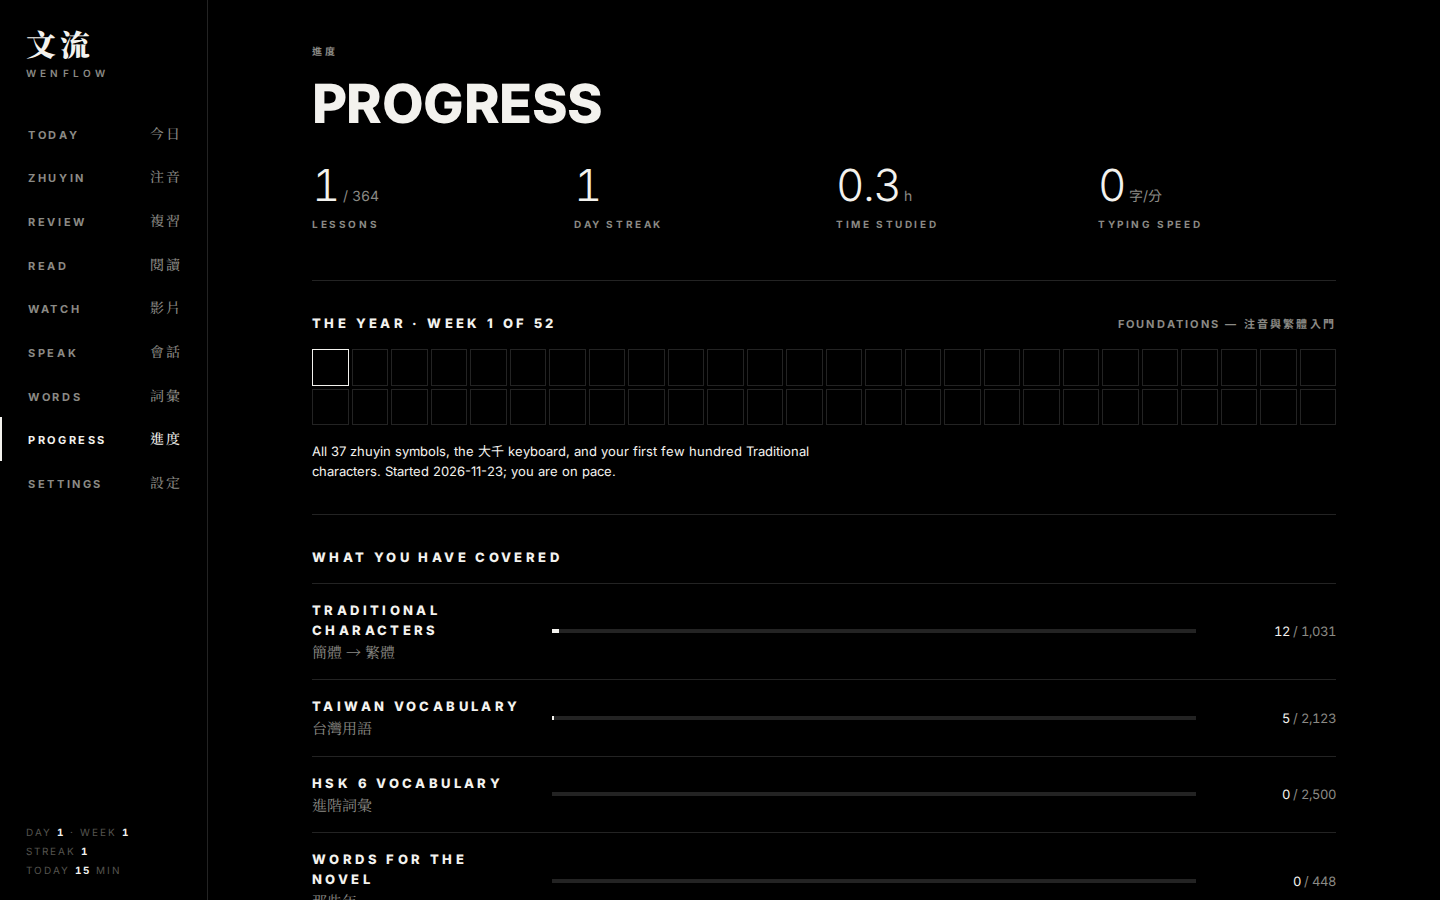 文流
WENFLOW
TODAY 今日
ZHUYIN 注音
REVIEW 複習
READ 閱讀
WATCH 影片
SPEAK 會話
WORDS 詞彙
PROGRESS 進度
SETTINGS 設定
DAY 1 · WEEK 1
STREAK 1
TODAY 15 MIN
進度
PROGRESS
1 / 364
LESSONS
1
DAY STREAK
0.3 h
TIME STUDIED
0 字/分
TYPING SPEED
THE YEAR · WEEK 1 OF 52
FOUNDATIONS — 注音與繁體入門
All 37 zhuyin symbols, the 大千 keyboard, and your first few hundred Traditional
characters. Started 2026-11-23; you are on pace.
WHAT YOU HAVE COVERED
TRADITIONAL
CHARACTERS
簡體 → 繁體
12 / 1,031
TAIWAN VOCABULARY
台灣用語
5 / 2,123
HSK 6 VOCABULARY
進階詞彙
0 / 2,500
WORDS FOR THE
NOVEL
0 / 448